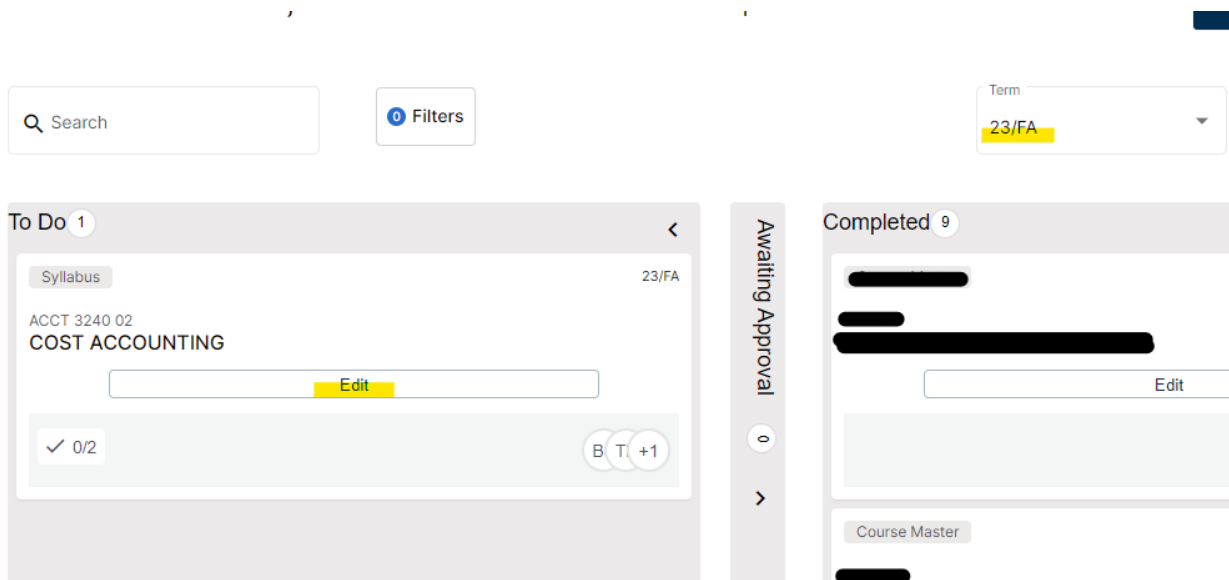 Search
0 Filters
Term
23/FA
To Do 1
Syllabus
23/FA
ACCT 3240 02
COST ACCOUNTING
Edit
0/2
B T +1
Awaiting Approval 0
Completed 9
Edit
Course Master